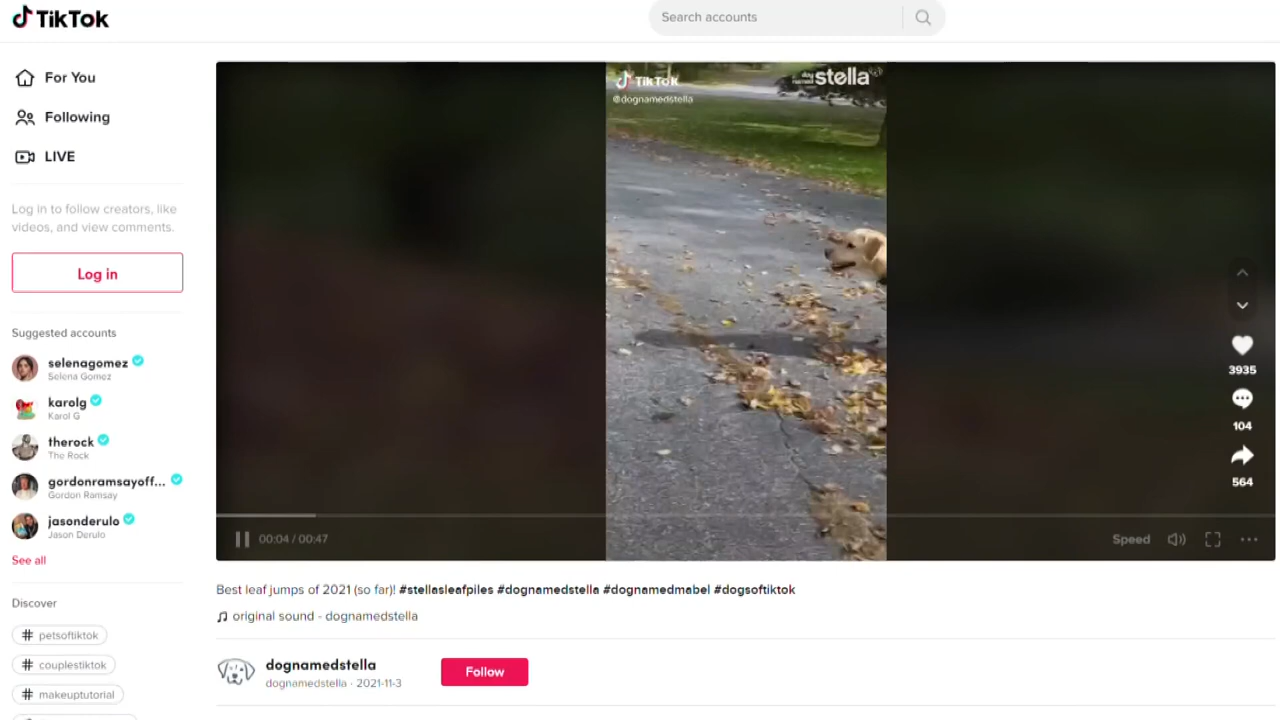 TikTok
Search accounts
For You
Following
LIVE
Log in to follow creators, like
videos, and view comments.
Log in
Suggested accounts
selenagomez
Selena Gomez
karolg
Karol G
therock
The Rock
gordonramsayoff...
Gordon Ramsay
jasonderulo
Jason Derulo
See all
Discover
# petsoftiktok
# couplestiktok
# makeuptutorial
TikTok
@dognamedstella
dog
named
stella
3935
104
564
00:04 / 00:47
Speed
Best leaf jumps of 2021 (so far)! #stellasleafpiles #dognamedstella #dognamedmabel #dogsoftiktok
original sound - dognamedstella
dognamedstella
dognamedstella · 2021-11-3
Follow